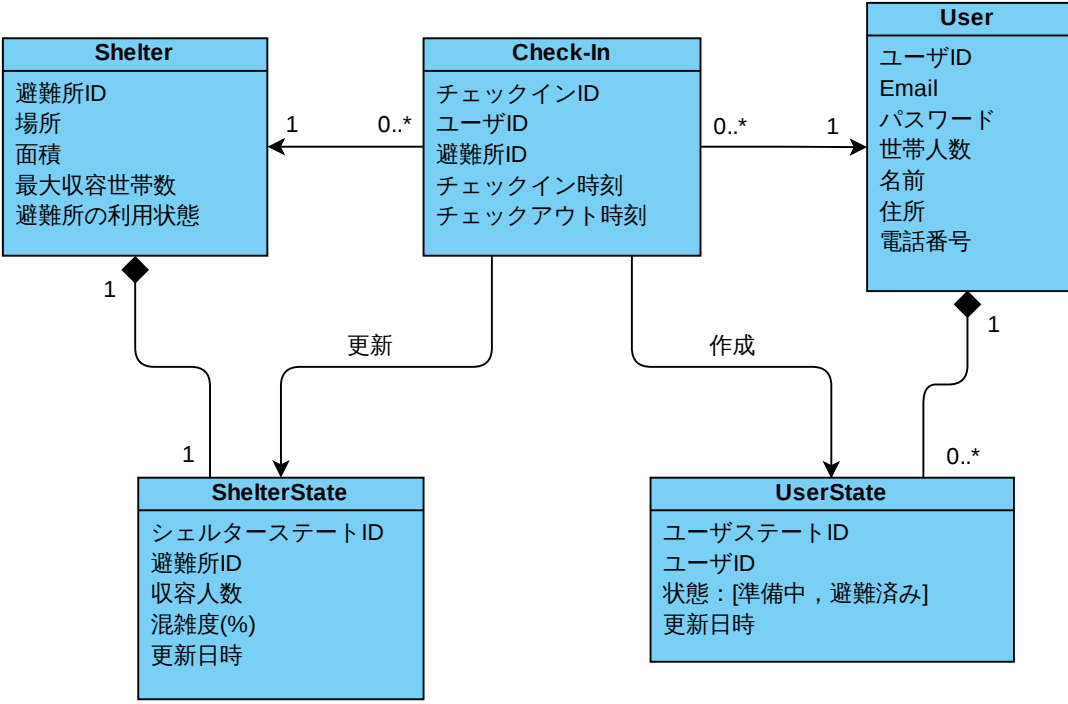 Shelter
避難所ID
場所
面積
最大収容世帯数
避難所の利用状態
1
0..*
Check-In
チェックインID
ユーザID
避難所ID
チェックイン時刻
チェックアウト時刻
0..*
1
User
ユーザID
Email
パスワード
世帯人数
名前
住所
電話番号
1
更新
作成
1
1
0..*
ShelterState
シェルターステートID
避難所ID
収容人数
混雑度(%)
更新日時
UserState
ユーザステートID
ユーザID
状態：[準備中，避難済み]
更新日時